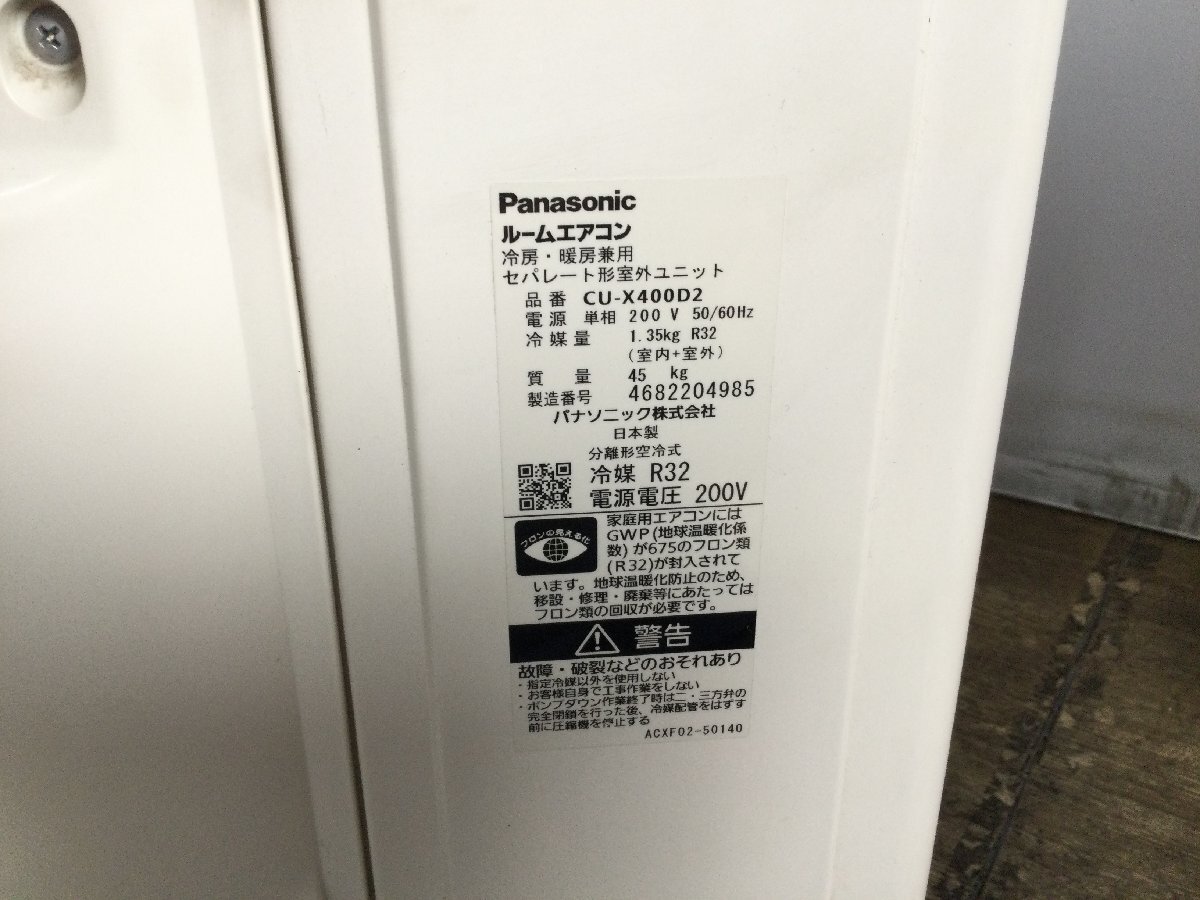 Panasonic
ルームエアコン
冷房・暖房兼用
セパレート形室外ユニット
品番 CU-X400D2
電源 単相 200 V 50/60Hz
冷媒量 1.35kg R32
(室内+室外)
質量 45 kg
製造番号 4682204985
パナソニック株式会社
日本製
分離形空冷式
冷媒 R32
電源電圧 200V
フロンの見える化
家庭用エアコンには
GWP(地球温暖化係
数)が675のフロン類
(R32)が封入されて
います。地球温暖化防止のため、
移設・修理・廃棄等にあたっては
フロン類の回収が必要です。
警告
故障・破裂などのおそれあり
・指定冷媒以外を使用しない
・お客様自身で工事作業をしない
・ポンプダウン作業終了時は二・三方弁の
完全閉鎖を行った後、冷媒配管をはずす
前に圧縮機を停止する
ACXF02-50140